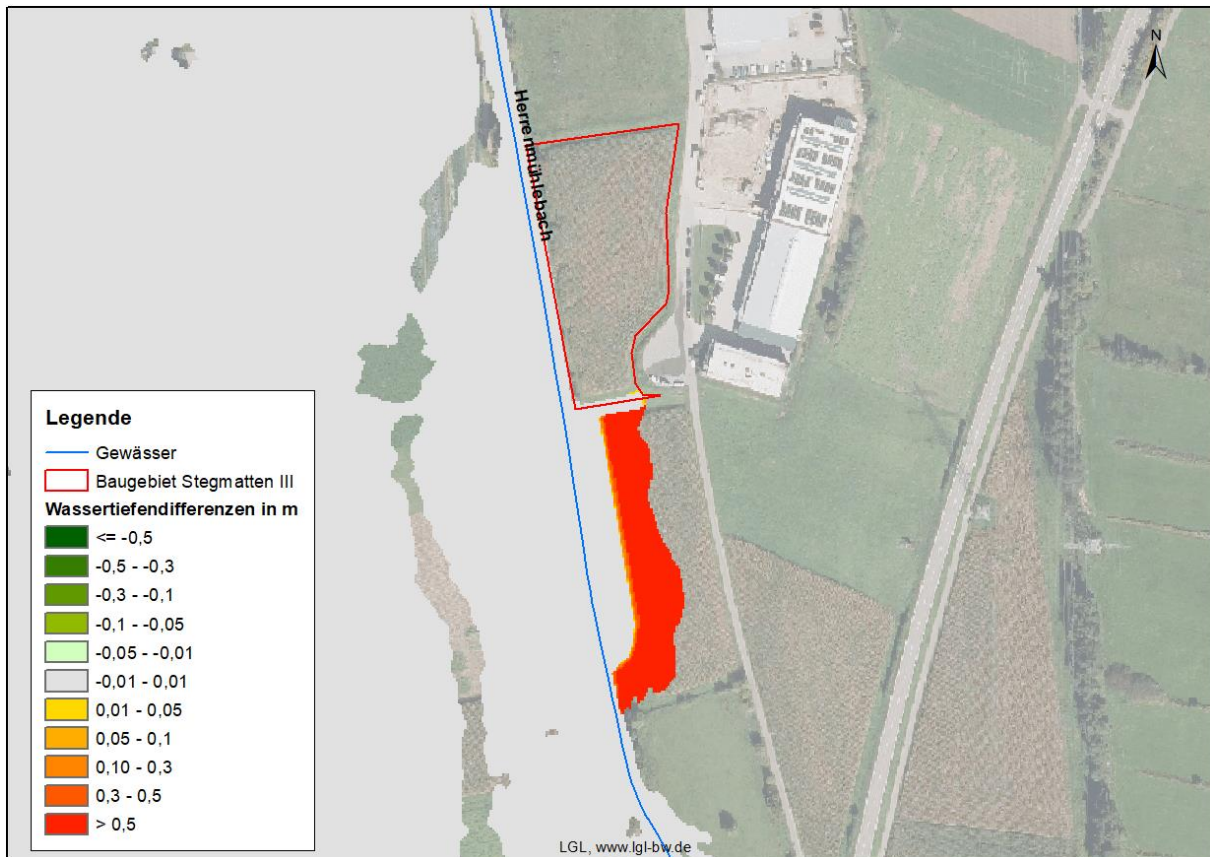 N
Herrenmühlebach
Legende
Gewässer
Baugebiet Stegmatten III
Wassertiefendifferenzen in m
<= -0,5
-0,5 - -0,3
-0,3 - -0,1
-0,1 - -0,05
-0,05 - -0,01
-0,01 - 0,01
0,01 - 0,05
0,05 - 0,1
0,10 - 0,3
0,3 - 0,5
> 0,5
LGL, www.lgl-bw.de